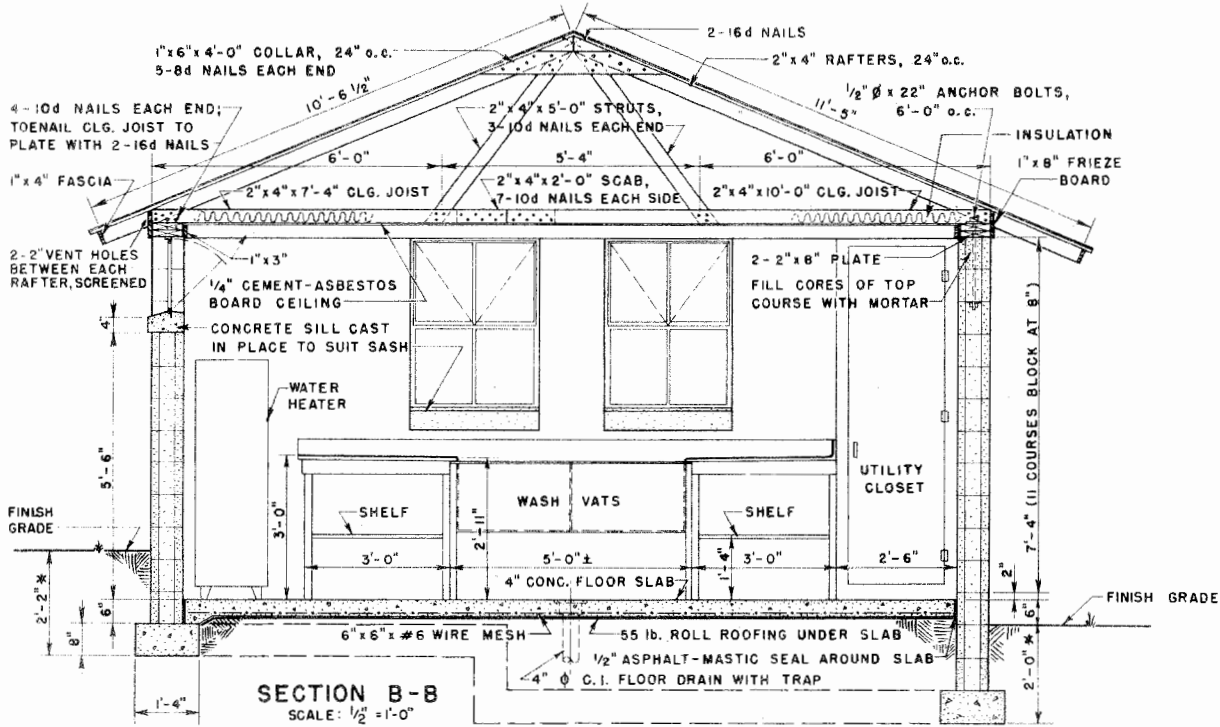 2-16d NAILS
1"x6"x4'-0" COLLAR, 24" o.c.
5-8d NAILS EACH END
2"x4" RAFTERS, 24" o.c.
10'-6 1/2"
11'-5"
1/2" Ø x 22" ANCHOR BOLTS,
6'-0" o.c.
4-10d NAILS EACH END;
TOENAIL CLG. JOIST TO
PLATE WITH 2-16d NAILS
2"x4"x5'-0" STRUTS,
3-10d NAILS EACH END
INSULATION
6'-0"
5'-4"
6'-0"
1"x8" FRIEZE
BOARD
1"x4" FASCIA
2"x4"x7'-4" CLG. JOIST
2"x4"x2'-0" SCAB,
7-10d NAILS EACH SIDE
2"x4"x10'-0" CLG. JOIST
2-2" VENT HOLES
BETWEEN EACH
RAFTER, SCREENED
1"x3"
1/4" CEMENT-ASBESTOS
BOARD CEILING
2-2"x8" PLATE
FILL CORES OF TOP
COURSE WITH MORTAR
4"
CONCRETE SILL CAST
IN PLACE TO SUIT SASH
WATER
HEATER
5'-6"
7'-4" (11 COURSES BLOCK AT 8")
UTILITY
CLOSET
FINISH
GRADE
3'-0"
SHELF
2'-11"
WASH VATS
SHELF
1'-4"
3'-0"
5'-0" ±
3'-0"
2'-6"
4" CONC. FLOOR SLAB
2'-2" *
6"
8"
2"
6"
FINISH GRADE
2'-0" *
6"x6"x #6 WIRE MESH
55 lb. ROLL ROOFING UNDER SLAB
1/2" ASPHALT-MASTIC SEAL AROUND SLAB
4" Ø C.I. FLOOR DRAIN WITH TRAP
1'-4"
SECTION B-B
SCALE: 1/2" = 1'-0"